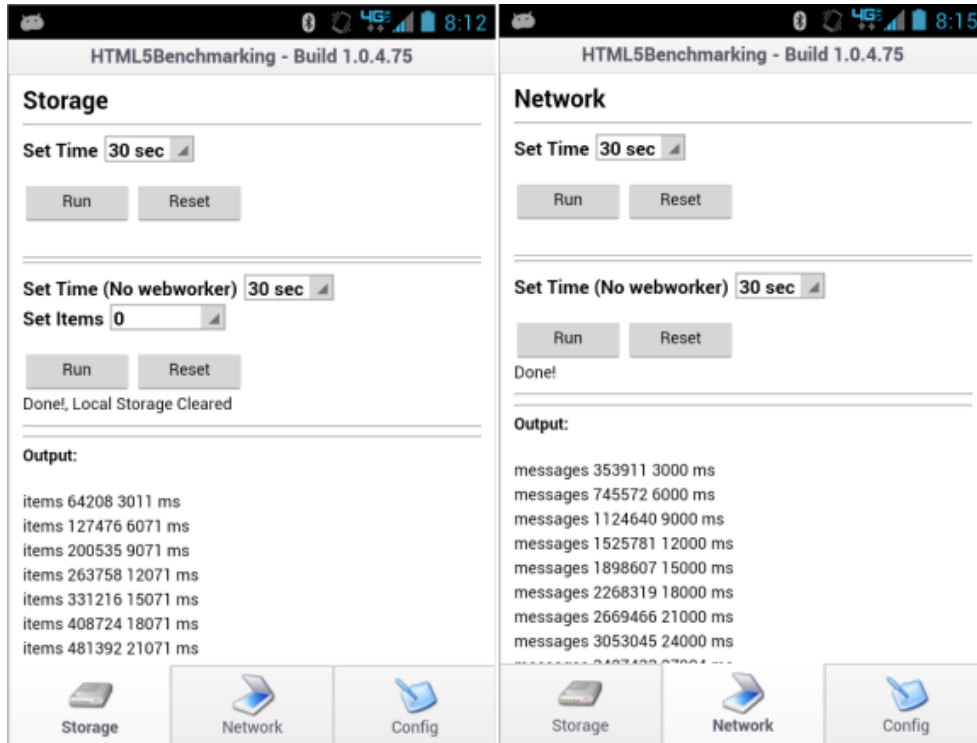 4G 8:12
HTML5Benchmarking - Build 1.0.4.75
Storage
Set Time 30 sec
Run Reset
Set Time (No webworker) 30 sec
Set Items 0
Run Reset
Done!, Local Storage Cleared
Output:
items 64208 3011 ms
items 127476 6071 ms
items 200535 9071 ms
items 263758 12071 ms
items 331216 15071 ms
items 408724 18071 ms
items 481392 21071 ms
Storage Network Config
4G 8:15
HTML5Benchmarking - Build 1.0.4.75
Network
Set Time 30 sec
Run Reset
Set Time (No webworker) 30 sec
Run Reset
Done!
Output:
messages 353911 3000 ms
messages 745572 6000 ms
messages 1124640 9000 ms
messages 1525781 12000 ms
messages 1898607 15000 ms
messages 2268319 18000 ms
messages 2669466 21000 ms
messages 3053045 24000 ms
Storage Network Config